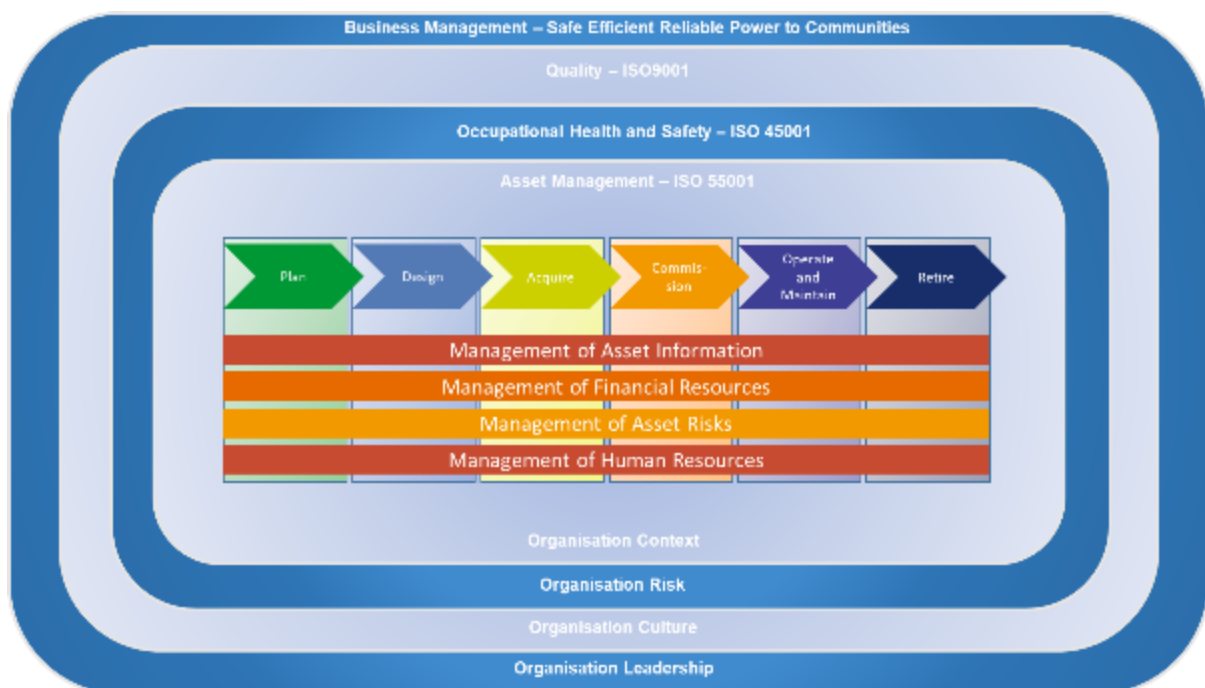 Business Management – Safe Efficient Reliable Power to Communities
Quality – ISO9001
Occupational Health and Safety – ISO 45001
Asset Management – ISO 55001
Plan
Design
Acquire
Commis-
sion
Operate
and
Maintain
Retire
Management of Asset Information
Management of Financial Resources
Management of Asset Risks
Management of Human Resources
Organisation Context
Organisation Risk
Organisation Culture
Organisation Leadership